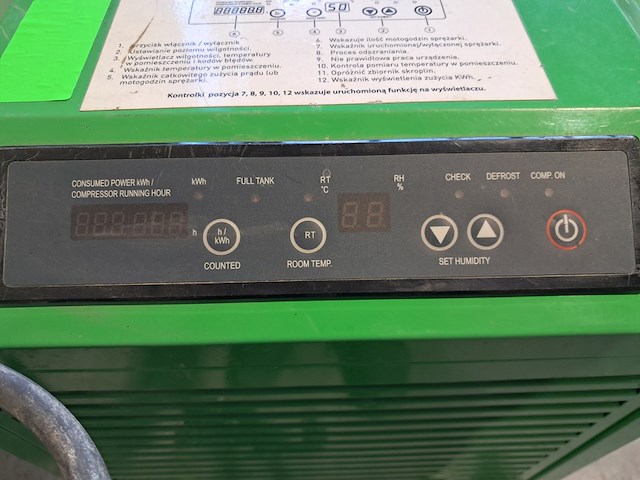 50
1. Przycisk włącznik / wyłącznik
2. Ustawianie poziomu wilgotności.
3. Wyświetlacz wilgotności, temperatury
w pomieszczeniu i kodów błędów.
4. Wskaźnik temperatury w pomieszczeniu.
5. Wskaźnik całkowitego zużycia prądu lub
motogodzin sprężarki.
6. Wskazuje ilość motogodzin sprężarki.
7. Wskaźnik uruchomionej/wyłączonej sprężarki.
8. Proces odszraniania.
9. Nie prawidłowa praca urządzenia.
10. Kontrola pomiaru temperatury w pomieszczeniu.
11. Opróżnić zbiornik skroplin.
12. Wskaźnik wyświetlania zużycia KWh.
Kontrolki pozycja 7, 8, 9, 10, 12 wskazuje uruchomioną funkcję na wyświetlaczu.
CONSUMED POWER kWh /
COMPRESSOR RUNNING HOUR
kWh
FULL TANK
RT
°C
RH
%
CHECK
DEFROST
COMP. ON
h
h /
kWh
COUNTED
RT
ROOM TEMP.
SET HUMIDITY